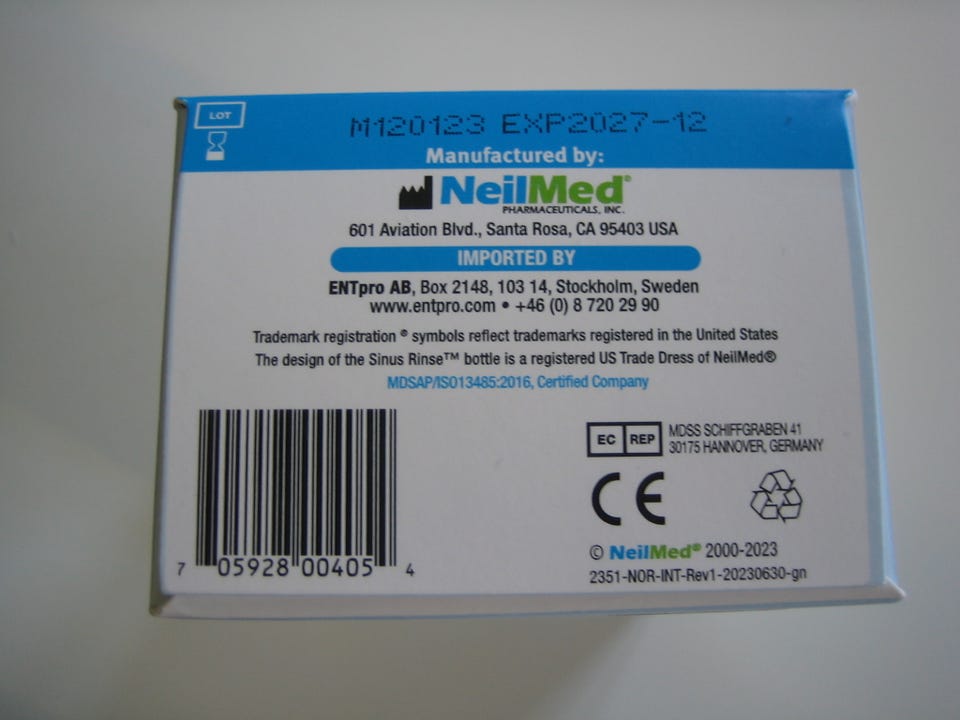 LOT
M120123 EXP2027-12
Manufactured by:
NeilMed®
PHARMACEUTICALS, INC.
601 Aviation Blvd., Santa Rosa, CA 95403 USA
IMPORTED BY
ENTpro AB, Box 2148, 103 14, Stockholm, Sweden
www.entpro.com • +46 (0) 8 720 29 90
Trademark registration ® symbols reflect trademarks registered in the United States
The design of the Sinus Rinse™ bottle is a registered US Trade Dress of NeilMed®
MDSAP/ISO13485:2016, Certified Company
EC REP
MDSS SCHIFFGRABEN 41
30175 HANNOVER, GERMANY
CE
7 05928 00405 4
© NeilMed® 2000-2023
2351-NOR-INT-Rev1-20230630-gn